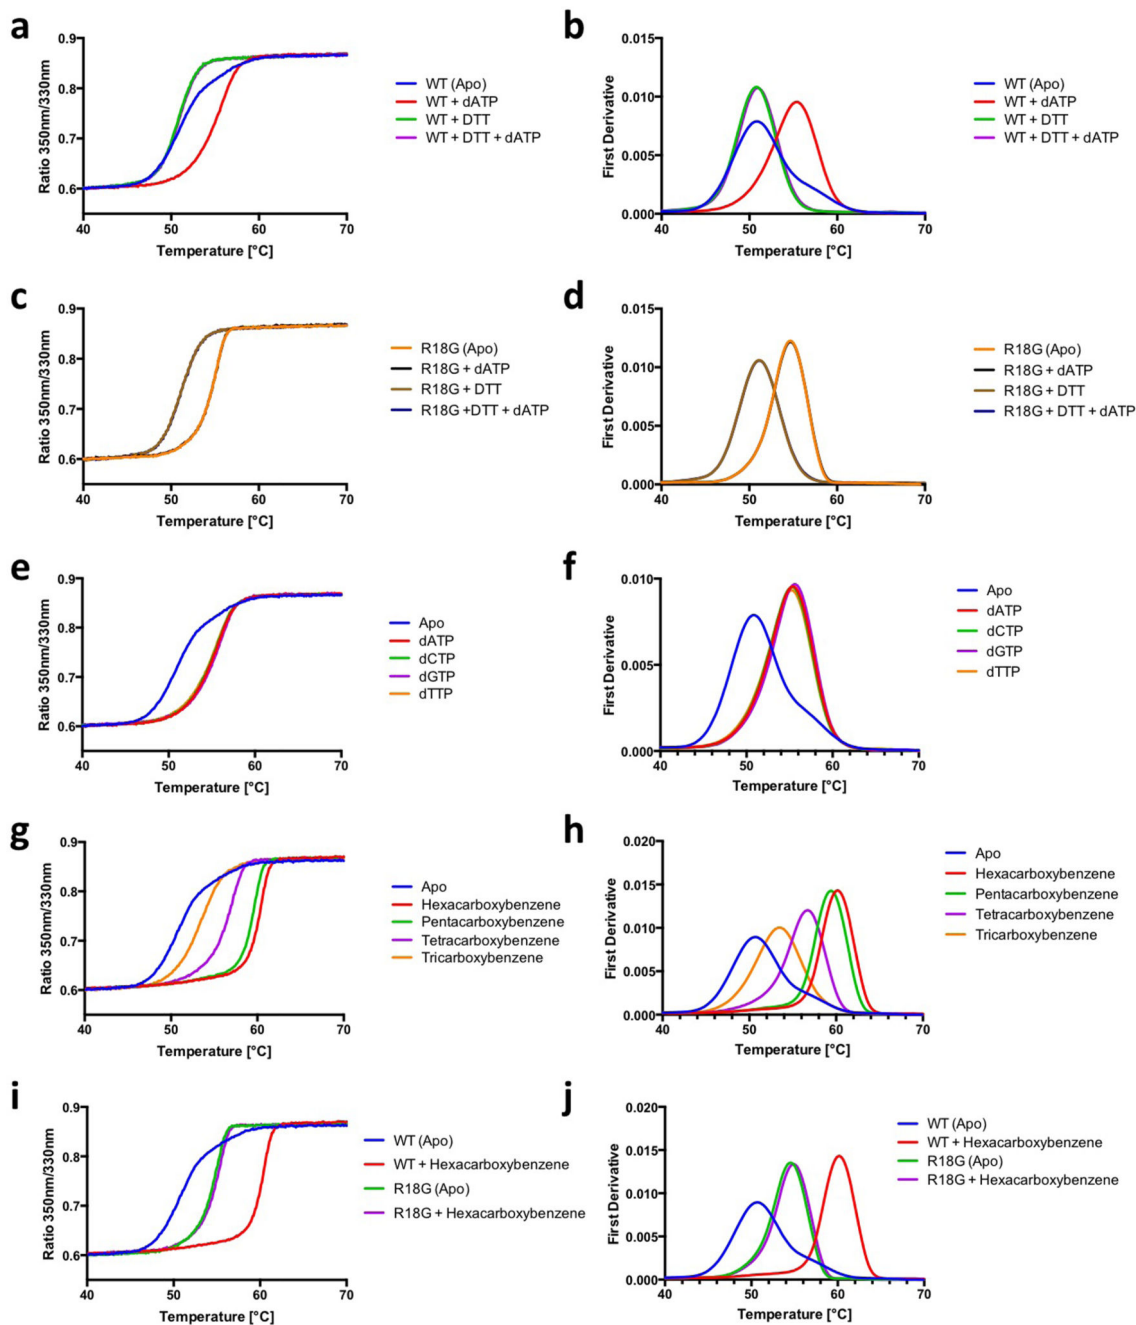 a
0.9
0.8
0.7
0.6
Ratio 350nm/330nm
40 50 60 70
Temperature [°C]
WT (Apo)
WT + dATP
WT + DTT
WT + DTT + dATP
b
0.015
0.010
0.005
0.000
First Derivative
40 50 60 70
Temperature [°C]
WT (Apo)
WT + dATP
WT + DTT
WT + DTT + dATP
c
0.9
0.8
0.7
0.6
Ratio 350nm/330nm
40 50 60 70
Temperature [°C]
R18G (Apo)
R18G + dATP
R18G + DTT
R18G +DTT + dATP
d
0.015
0.010
0.005
0.000
First Derivative
40 50 60 70
Temperature [°C]
R18G (Apo)
R18G + dATP
R18G + DTT
R18G + DTT + dATP
e
0.9
0.8
0.7
0.6
Ratio 350nm/330nm
40 50 60 70
Temperature [°C]
Apo
dATP
dCTP
dGTP
dTTP
f
0.010
0.005
0.000
First Derivative
40 50 60 70
Temperature [°C]
Apo
dATP
dCTP
dGTP
dTTP
g
0.9
0.8
0.7
0.6
Ratio 350nm/330nm
40 50 60 70
Temperature [°C]
Apo
Hexacarboxybenzene
Pentacarboxybenzene
Tetracarboxybenzene
Tricarboxybenzene
h
0.020
0.015
0.010
0.005
0.000
First Derivative
40 50 60 70
Temperature [°C]
Apo
Hexacarboxybenzene
Pentacarboxybenzene
Tetracarboxybenzene
Tricarboxybenzene
i
0.9
0.8
0.7
0.6
Ratio 350nm/330nm
40 50 60 70
Temperature [°C]
WT (Apo)
WT + Hexacarboxybenzene
R18G (Apo)
R18G + Hexacarboxybenzene
j
0.020
0.015
0.010
0.005
0.000
First Derivative
40 50 60 70
Temperature [°C]
WT (Apo)
WT + Hexacarboxybenzene
R18G (Apo)
R18G + Hexacarboxybenzene